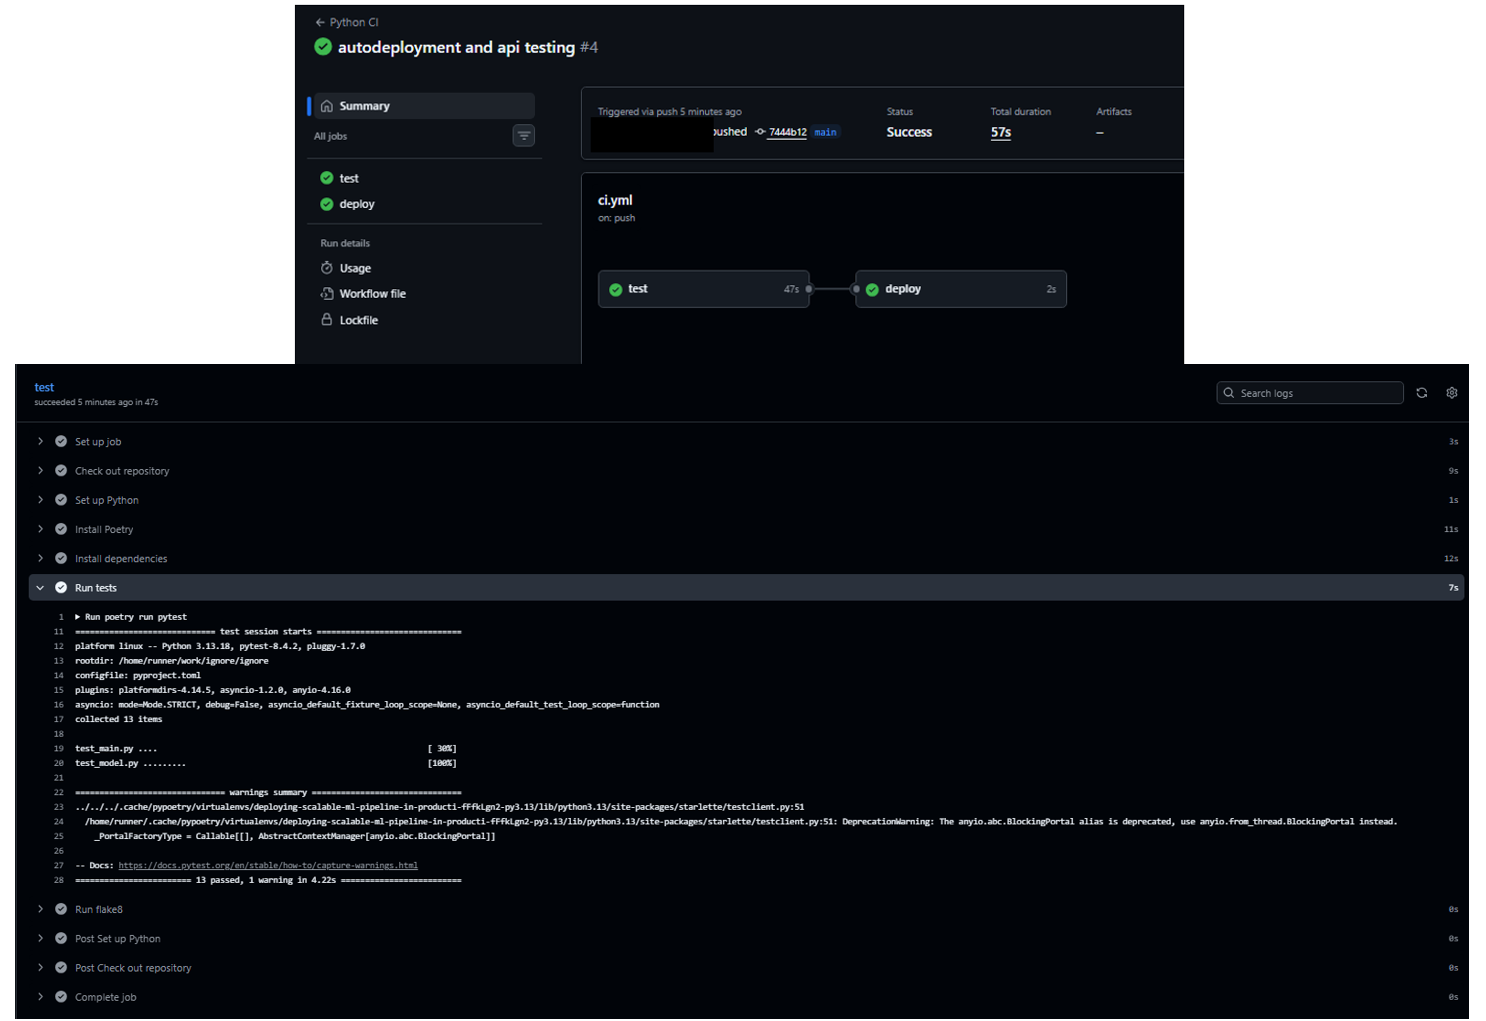 ← Python CI
autodeployment and api testing #4
Summary
All jobs
test
deploy
Run details
Usage
Workflow file
Lockfile
Triggered via push 5 minutes ago
pushed 7444b12 main
Status
Success
Total duration
57s
Artifacts
–
ci.yml
on: push
test 47s
deploy 2s
test
succeeded 5 minutes ago in 47s
Search logs
Set up job 3s
Check out repository 9s
Set up Python 1s
Install Poetry 11s
Install dependencies 12s
Run tests 7s
1 ▶ Run poetry run pytest
11 ============================= test session starts ==============================
12 platform linux -- Python 3.13.18, pytest-8.4.2, pluggy-1.7.0
13 rootdir: /home/runner/work/ignore/ignore
14 configfile: pyproject.toml
15 plugins: platformdirs-4.14.5, asyncio-1.2.0, anyio-4.16.0
16 asyncio: mode=Mode.STRICT, debug=False, asyncio_default_fixture_loop_scope=None, asyncio_default_test_loop_scope=function
17 collected 13 items
18
19 test_main.py .... [ 30%]
20 test_model.py ......... [100%]
21
22 =============================== warnings summary ===============================
23 ../../../.cache/pypoetry/virtualenvs/deploying-scalable-ml-pipeline-in-producti-fFfkLgn2-py3.13/lib/python3.13/site-packages/starlette/testclient.py:51
24 /home/runner/.cache/pypoetry/virtualenvs/deploying-scalable-ml-pipeline-in-producti-fFfkLgn2-py3.13/lib/python3.13/site-packages/starlette/testclient.py:51: DeprecationWarning: The anyio.abc.BlockingPortal alias is deprecated, use anyio.from_thread.BlockingPortal instead.
25 _PortalFactoryType = Callable[[], AbstractContextManager[anyio.abc.BlockingPortal]]
26
27 -- Docs: https://docs.pytest.org/en/stable/how-to/capture-warnings.html
28 ======================== 13 passed, 1 warning in 4.22s =========================
Run flake8 0s
Post Set up Python 0s
Post Check out repository 0s
Complete job 0s